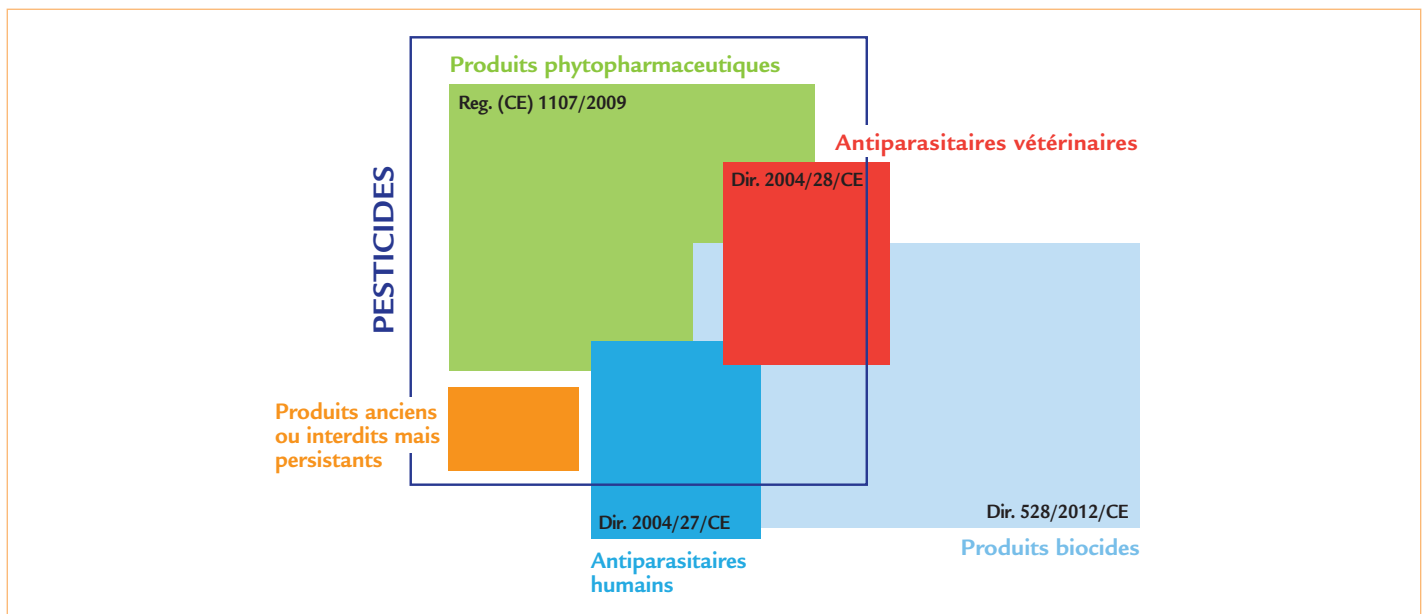 Produits phytopharmaceutiques
Reg. (CE) 1107/2009
Antiparasitaires vétérinaires
Dir. 2004/28/CE
PESTICIDES
Produits anciens
ou interdits mais
persistants
Dir. 2004/27/CE
Antiparasitaires
humains
Dir. 528/2012/CE
Produits biocides